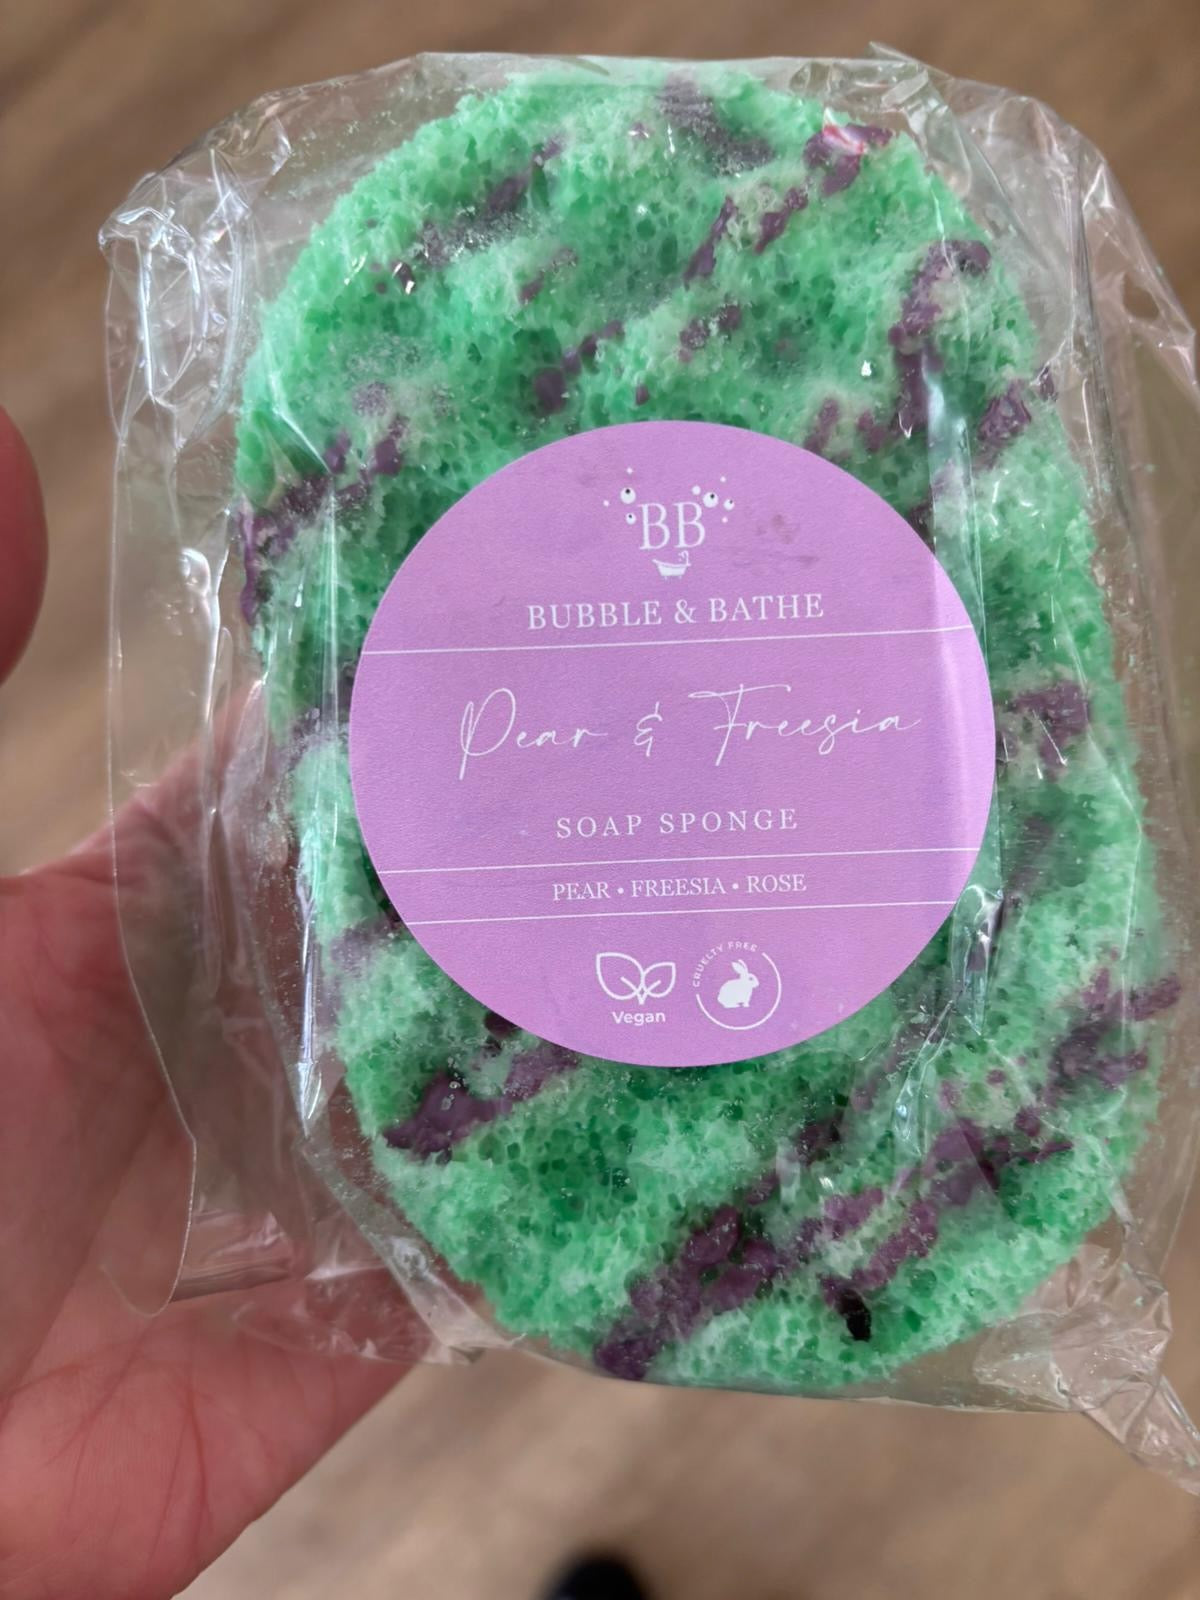 BB
BUBBLE & BATHE
Pear & Freesia
SOAP SPONGE
PEAR • FREESIA • ROSE
Vegan
CRUELTY FREE